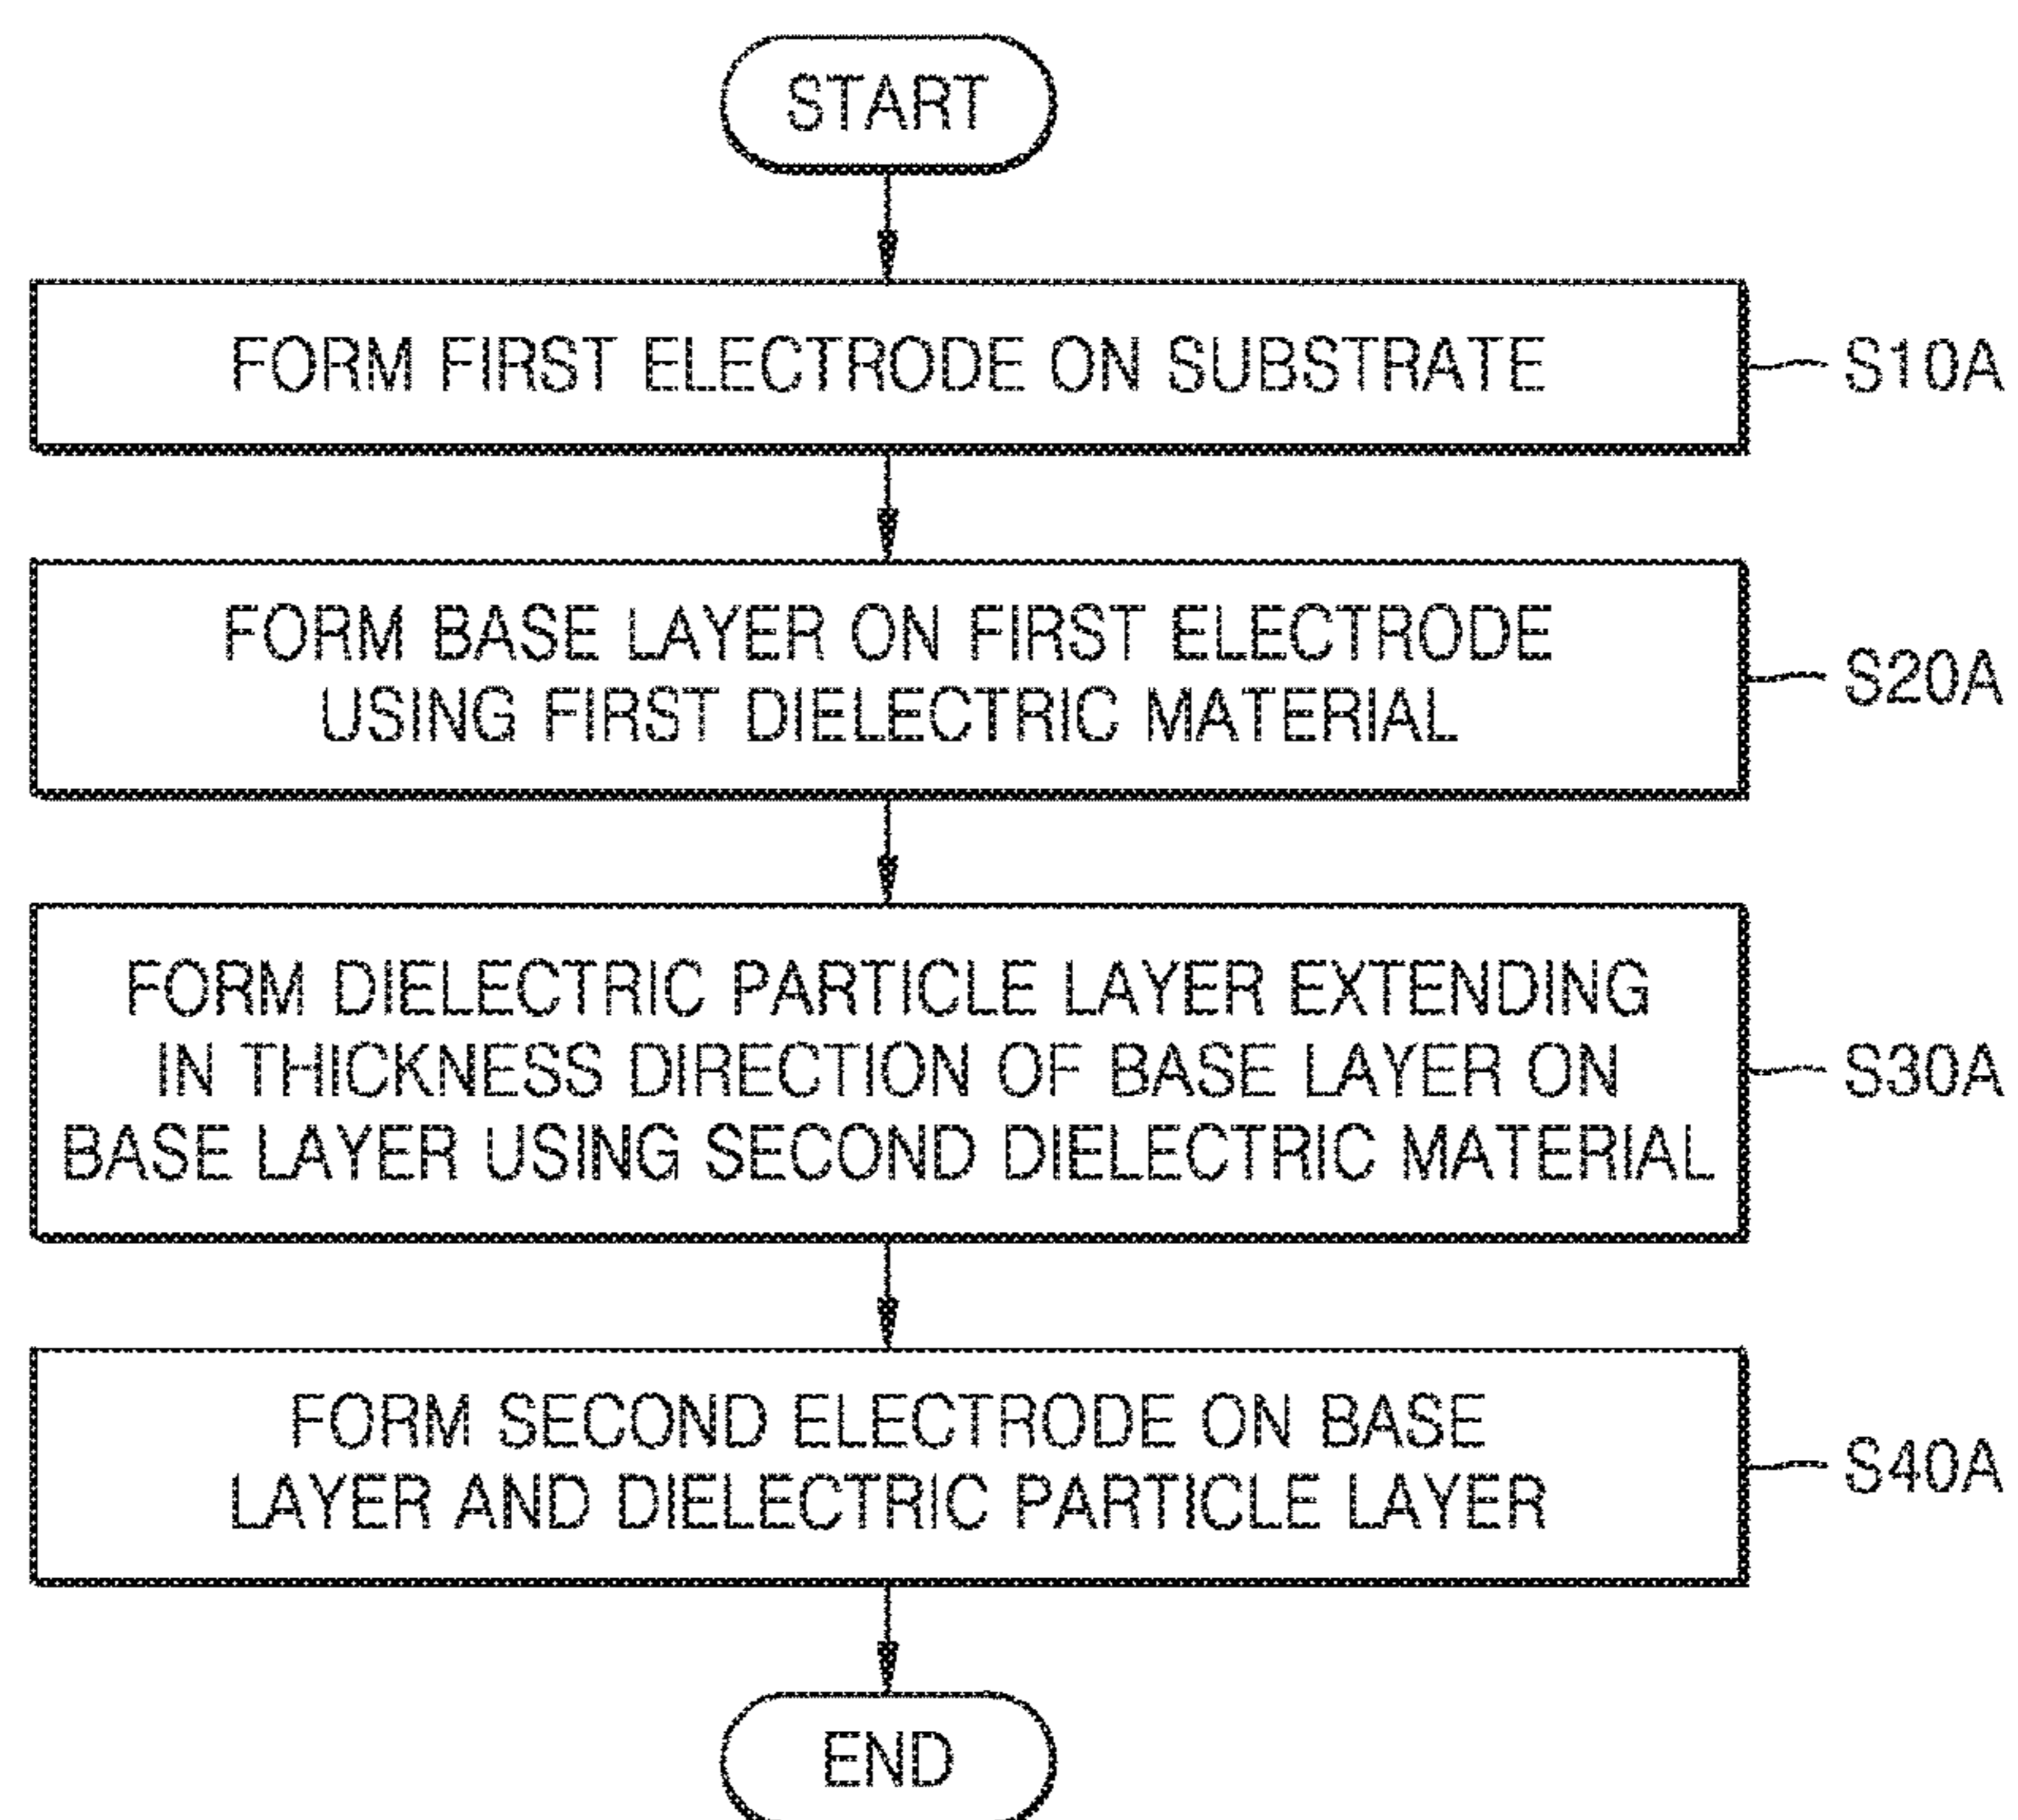 START
FORM FIRST ELECTRODE ON SUBSTRATE
S10A
FORM BASE LAYER ON FIRST ELECTRODE
USING FIRST DIELECTRIC MATERIAL
S20A
FORM DIELECTRIC PARTICLE LAYER EXTENDING
IN THICKNESS DIRECTION OF BASE LAYER ON
BASE LAYER USING SECOND DIELECTRIC MATERIAL
S30A
FORM SECOND ELECTRODE ON BASE
LAYER AND DIELECTRIC PARTICLE LAYER
S40A
END